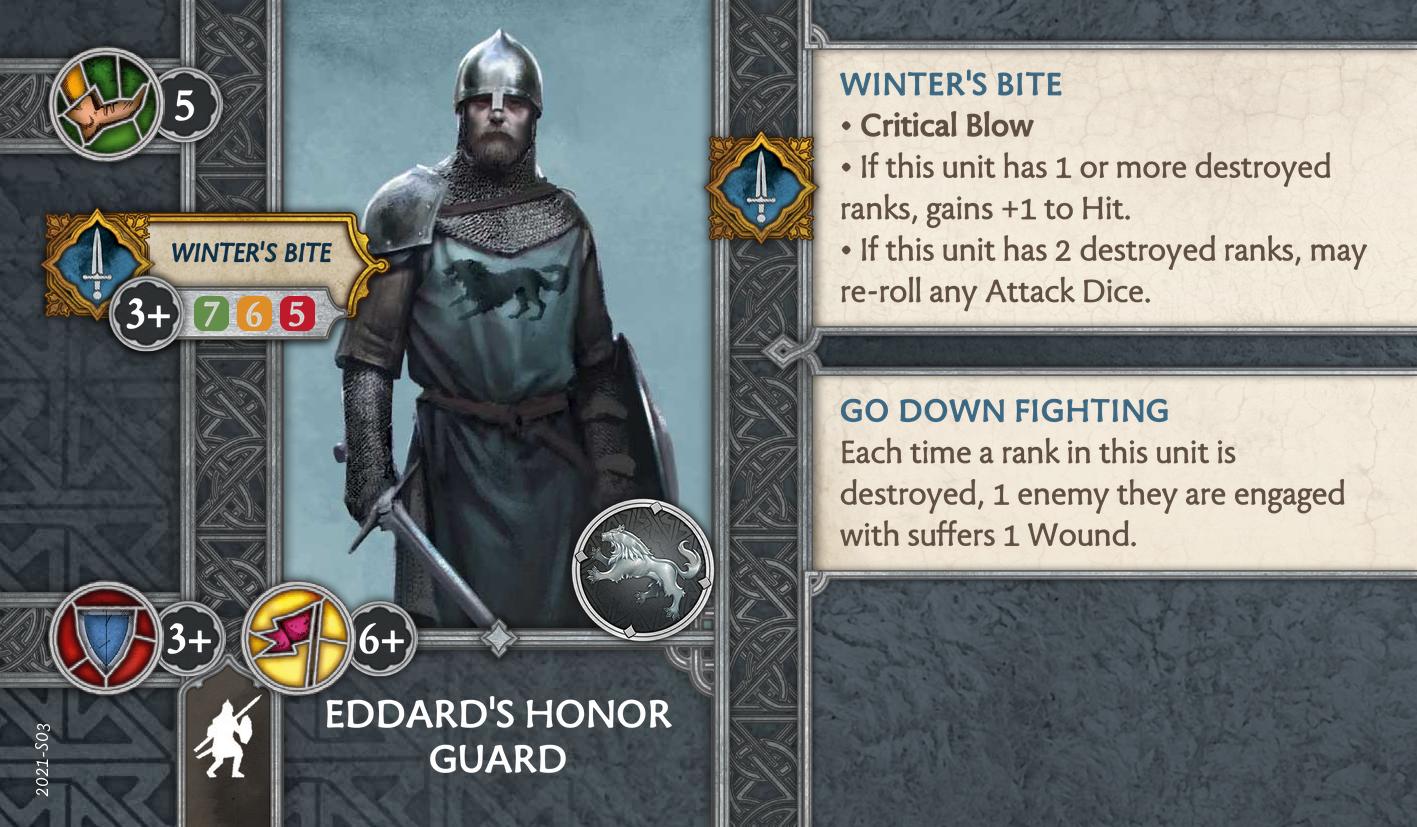 5
WINTER'S BITE
3+ 7 6 5
3+ 6+
EDDARD'S HONOR
GUARD
2021-S03
WINTER'S BITE
• Critical Blow
• If this unit has 1 or more destroyed
ranks, gains +1 to Hit.
• If this unit has 2 destroyed ranks, may
re-roll any Attack Dice.
GO DOWN FIGHTING
Each time a rank in this unit is
destroyed, 1 enemy they are engaged
with suffers 1 Wound.